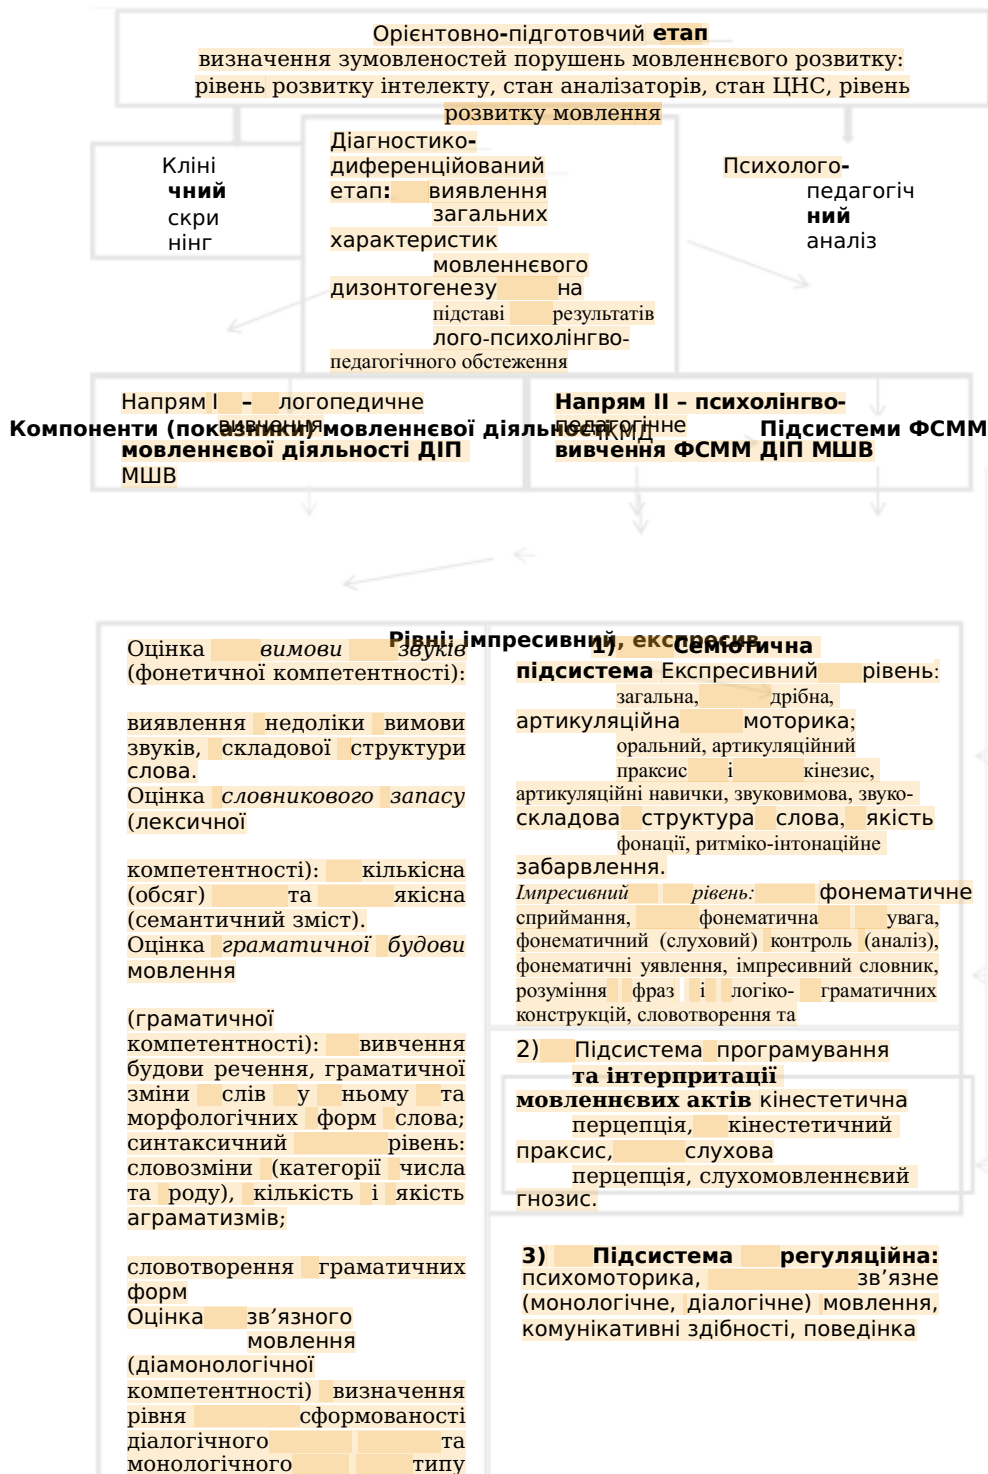 Орієнтовно-підготовчий етап
визначення зумовленостей порушень мовленнєвого розвитку:
рівень розвитку інтелекту, стан аналізаторів, стан ЦНС, рівень
розвитку мовлення
Кліні
чний
скри
нінг
Діагностико-
диференційований
етап: виявлення
загальних
характеристик
мовленнєвого
дизонтогенезу на
підставі результатів
лого-психолінгво-
педагогічного обстеження
Психолого-
педагогіч
ний
аналіз
Напрям І – логопедичне
вивчення
мовленнєвої діяльності ДІП
МШВ
Напрям ІІ – психолінгво-
педагогічне
вивчення ФСММ ДІП МШВ
Компоненти (показники) мовленнєвої діяльності
ІКМД
Підсистеми ФСММ
Рівні: імпресивний, експресив
Оцінка вимови звуків
(фонетичної компетентності):
виявлення недоліки вимови
звуків, складової структури
слова.
Оцінка словникового запасу
(лексичної
компетентності): кількісна
(обсяг) та якісна
(семантичний зміст).
Оцінка граматичної будови
мовлення
(граматичної
компетентності): вивчення
будови речення, граматичної
зміни слів у ньому та
морфологічних форм слова;
синтаксичний рівень:
словозміни (категорії числа
та роду), кількість і якість
аграматизмів;
словотворення граматичних
форм
Оцінка зв’язного
мовлення
(діамонологічної
компетентності) визначення
рівня сформованості
діалогічного та
монологічного типу
1) Семіотична
підсистема Експресивний рівень:
загальна, дрібна,
артикуляційна моторика;
оральний, артикуляційний
праксис і кінезис,
артикуляційні навички, звуковимова, звуко-
складова структура слова, якість
фонації, ритміко-інтонаційне
забарвлення.
Імпресивний рівень: фонематичне
сприймання, фонематична увага,
фонематичний (слуховий) контроль (аналіз),
фонематичні уявлення, імпресивний словник,
розуміння фраз і логіко- граматичних
конструкцій, словотворення та
2) Підсистема програмування
та інтерпритації
мовленнєвих актів кінестетична
перцепція, кінестетичний
праксис, слухова
перцепція, слухомовленнєвий
гнозис.
3) Підсистема регуляційна:
психомоторика, зв’язне
(монологічне, діалогічне) мовлення,
комунікативні здібності, поведінка